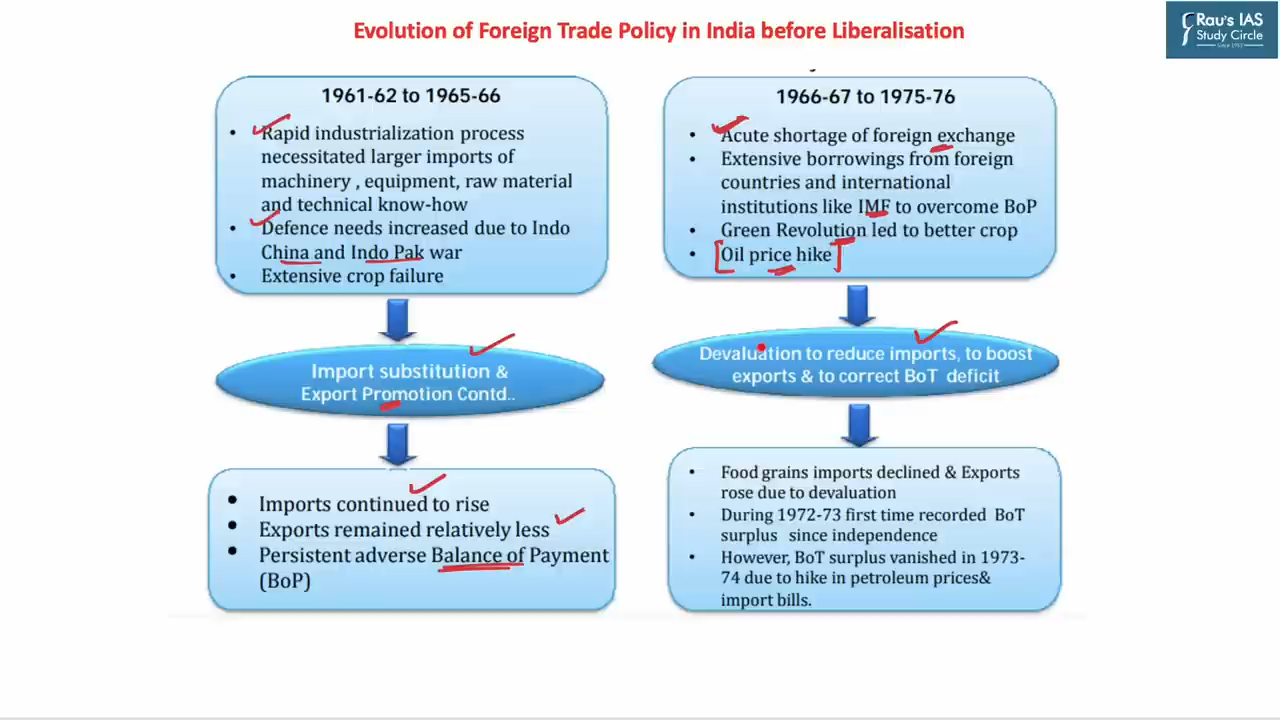 Evolution of Foreign Trade Policy in India before Liberalisation
Rau's IAS
Study Circle
Since 1953
1961-62 to 1965-66
• Rapid industrialization process
necessitated larger imports of
machinery , equipment, raw material
and technical know-how
• Defence needs increased due to Indo
China and Indo Pak war
• Extensive crop failure
Import substitution &
Export Promotion Contd..
• Imports continued to rise
• Exports remained relatively less
• Persistent adverse Balance of Payment
(BoP)
1966-67 to 1975-76
• Acute shortage of foreign exchange
• Extensive borrowings from foreign
countries and international
institutions like IMF to overcome BoP
• Green Revolution led to better crop
• Oil price hike
Devaluation to reduce imports, to boost
exports & to correct BoT deficit
• Food grains imports declined & Exports
rose due to devaluation
• During 1972-73 first time recorded BoT
surplus since independence
• However, BoT surplus vanished in 1973-
74 due to hike in petroleum prices&
import bills.